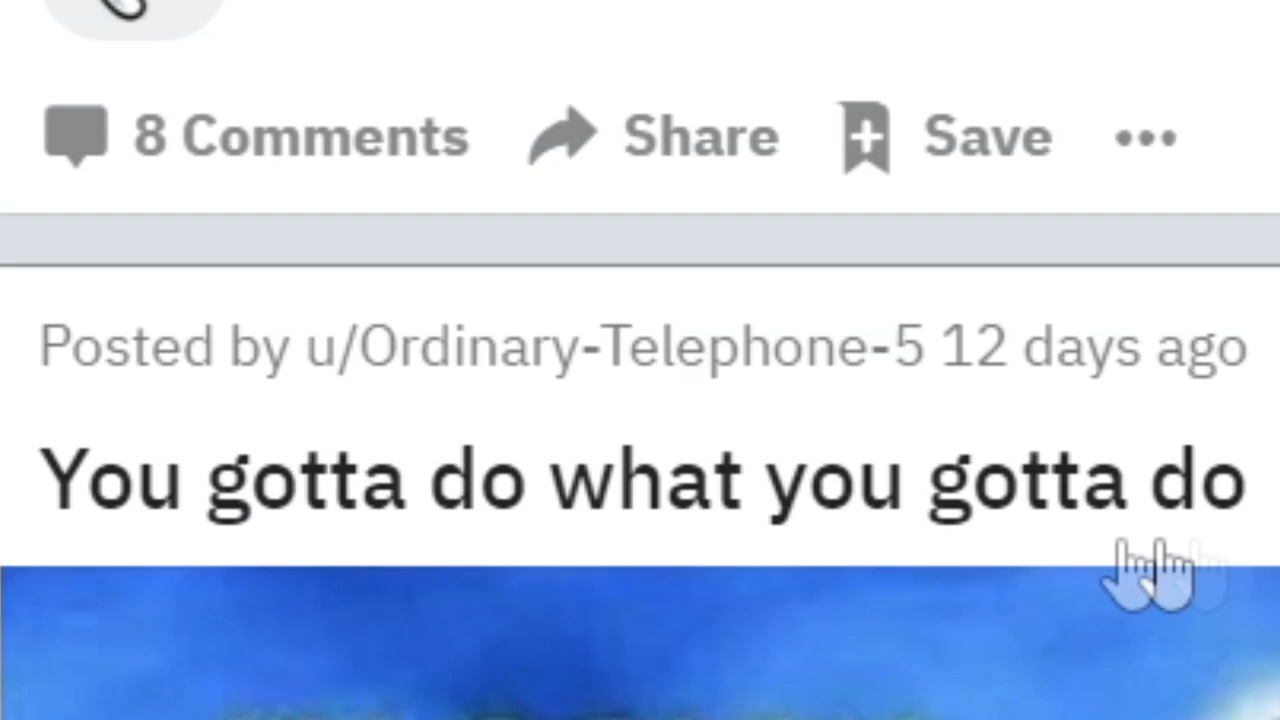 8 Comments Share Save
Posted by u/Ordinary-Telephone-5 12 days ago
You gotta do what you gotta do